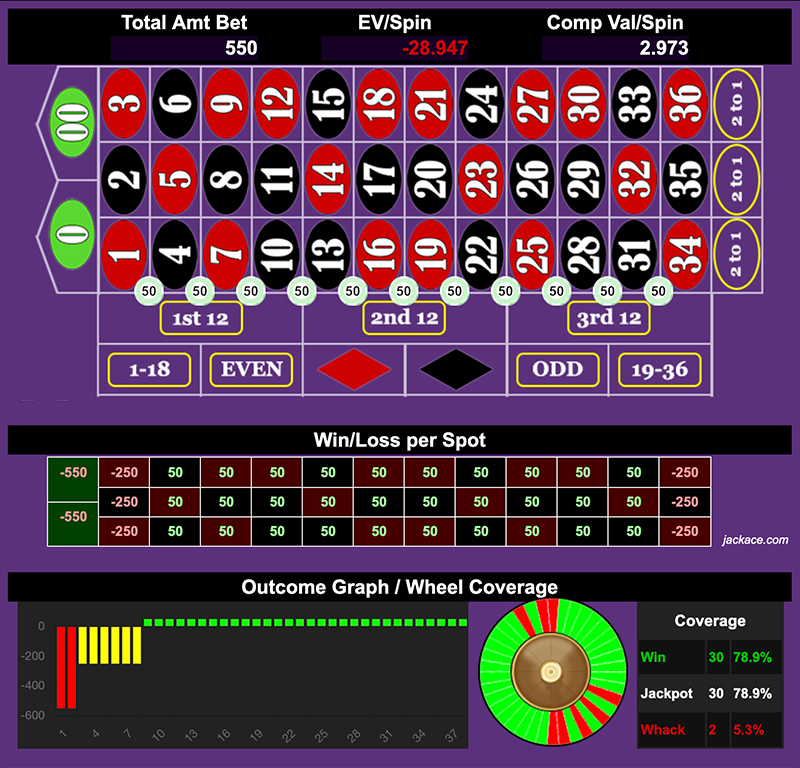 Total Amt Bet EV/Spin Comp Val/Spin
550 -28.947 2.973
00 3 6 9 12 15 18 21 24 27 30 33 36 2 to 1
2 5 8 11 14 17 20 23 26 29 32 35 2 to 1
0 1 4 7 10 13 16 19 22 25 28 31 34 2 to 1
50 50 50 50 50 50 50 50 50 50 50
1st 12 2nd 12 3rd 12
1-18 EVEN ODD 19-36
Win/Loss per Spot
-550 -250 50 50 50 50 50 50 50 50 50 50 -250
-250 50 50 50 50 50 50 50 50 50 50 -250
-550 -250 50 50 50 50 50 50 50 50 50 50 -250
jackace.com
Outcome Graph / Wheel Coverage
0
-200
-400
-600
1 4 7 10 13 16 19 22 25 28 31 34 37
Coverage
Win 30 78.9%
Jackpot 30 78.9%
Whack 2 5.3%